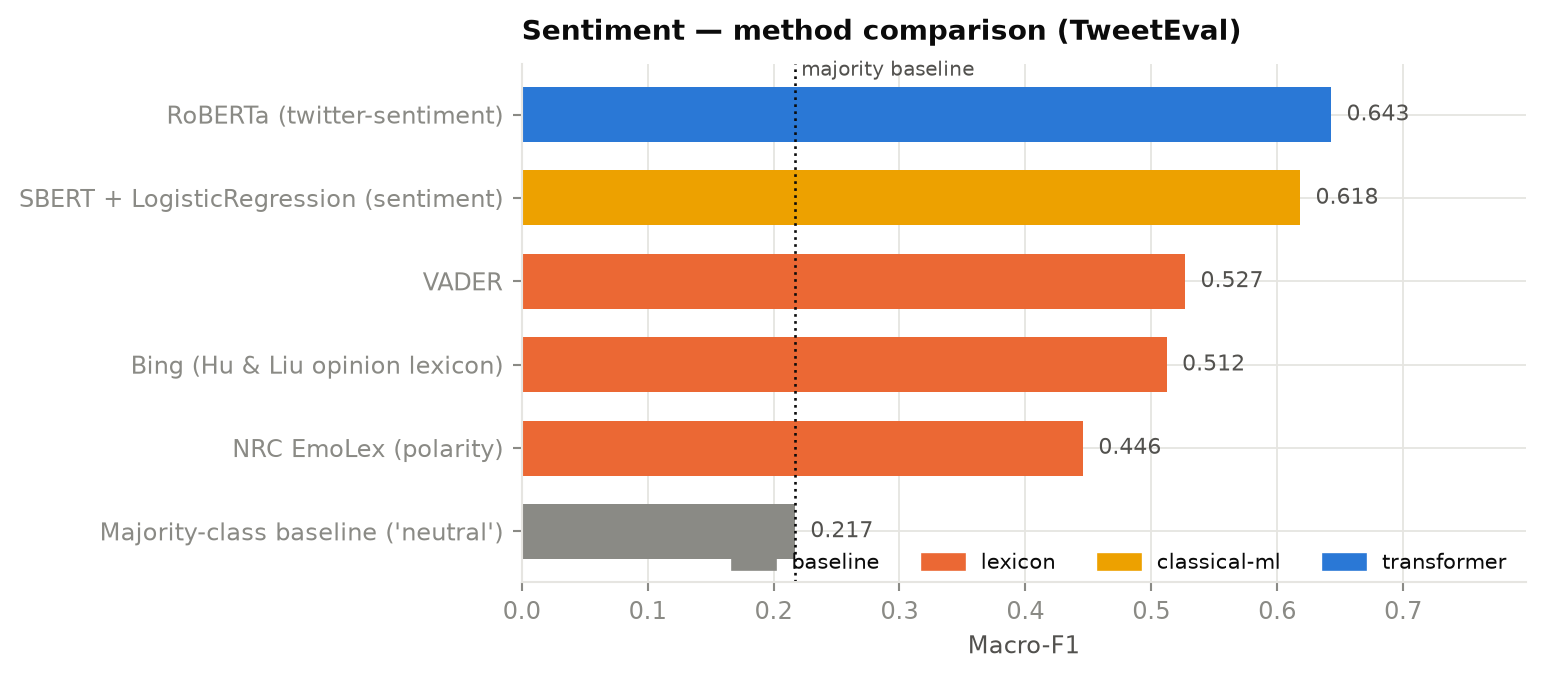 Sentiment — method comparison (TweetEval)
majority baseline
RoBERTa (twitter-sentiment)
0.643
SBERT + LogisticRegression (sentiment)
0.618
VADER
0.527
Bing (Hu & Liu opinion lexicon)
0.512
NRC EmoLex (polarity)
0.446
Majority-class baseline ('neutral')
0.217
baseline lexicon classical-ml transformer
0.0 0.1 0.2 0.3 0.4 0.5 0.6 0.7
Macro-F1